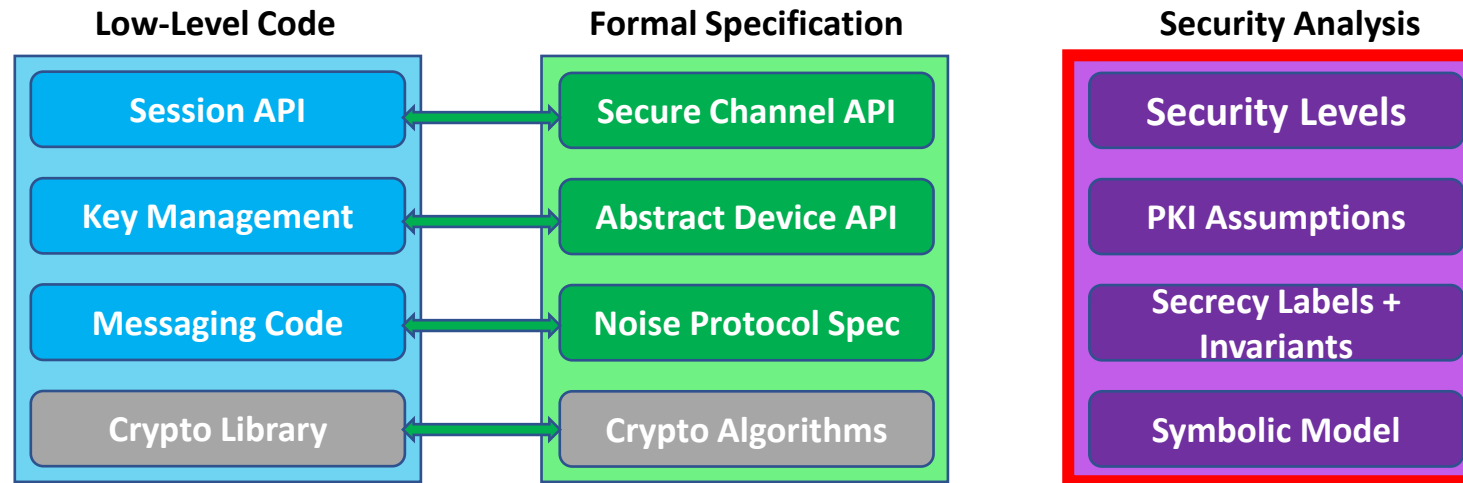 Low-Level Code
Formal Specification
Security Analysis
Session API
Secure Channel API
Security Levels
Key Management
Abstract Device API
PKI Assumptions
Messaging Code
Noise Protocol Spec
Secrecy Labels +
Invariants
Crypto Library
Crypto Algorithms
Symbolic Model